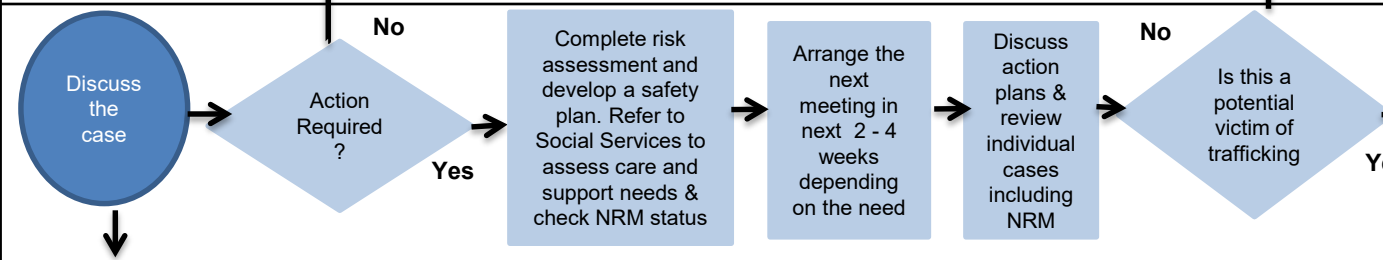 Discuss
the
case
No
Action
Required
?
Yes
Complete risk
assessment and
develop a safety
plan. Refer to
Social Services to
assess care and
support needs &
check NRM status
Arrange the
next
meeting in
next 2 - 4
weeks
depending
on the need
Discuss
action
plans &
review
individual
cases
including
NRM
No
Is this a
potential
victim of
trafficking